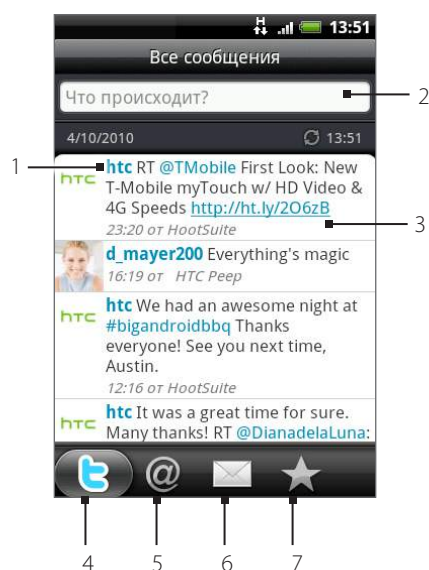 H 13:51
Все сообщения
Что происходит?
2
4/10/2010 13:51
1
hTC
htc RT @TMobile First Look: New
T-Mobile myTouch w/ HD Video &
4G Speeds http://ht.ly/2O6zB
3
23:20 от HootSuite
d_mayer200 Everything's magic
16:19 от HTC Peep
hTC
htc We had an awesome night at
#bigandroidbbq Thanks
everyone! See you next time,
Austin.
12:16 от HootSuite
hTC
htc It was a great time for sure.
Many thanks! RT @DianadelaLuna:
t @
4 5 6 7